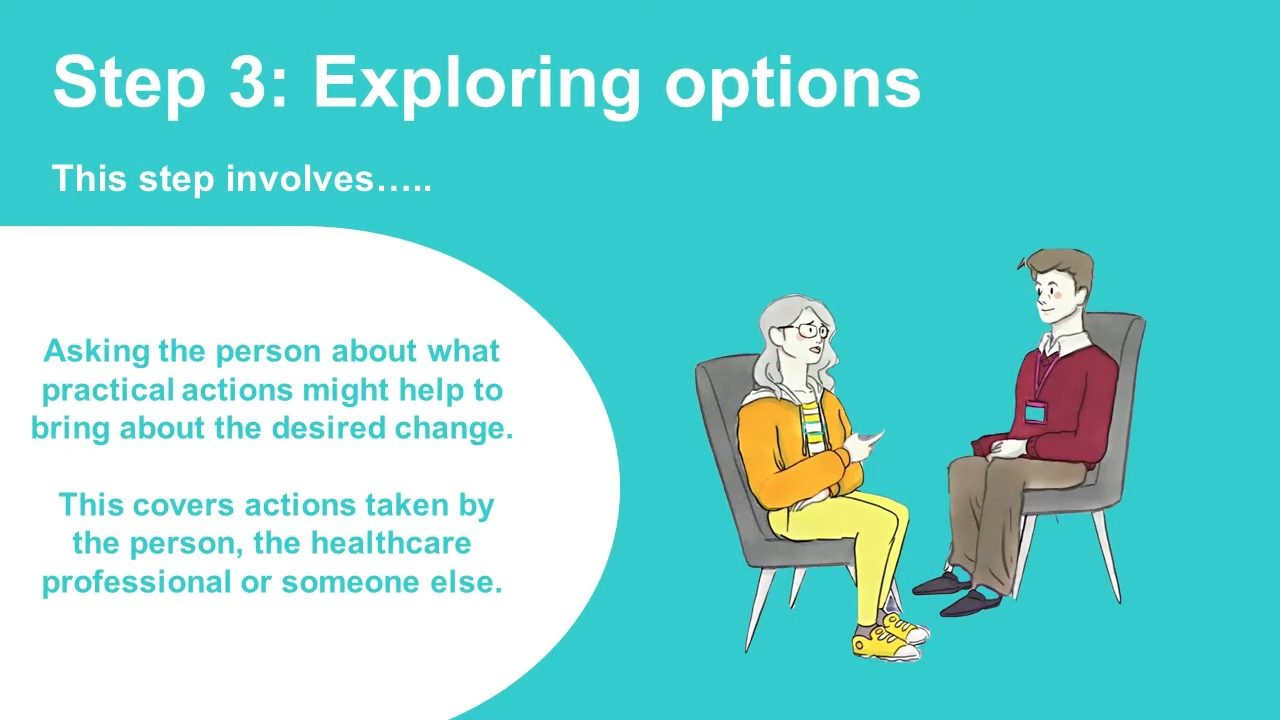 Step 3: Exploring options
This step involves…..
Asking the person about what
practical actions might help to
bring about the desired change.
This covers actions taken by
the person, the healthcare
professional or someone else.